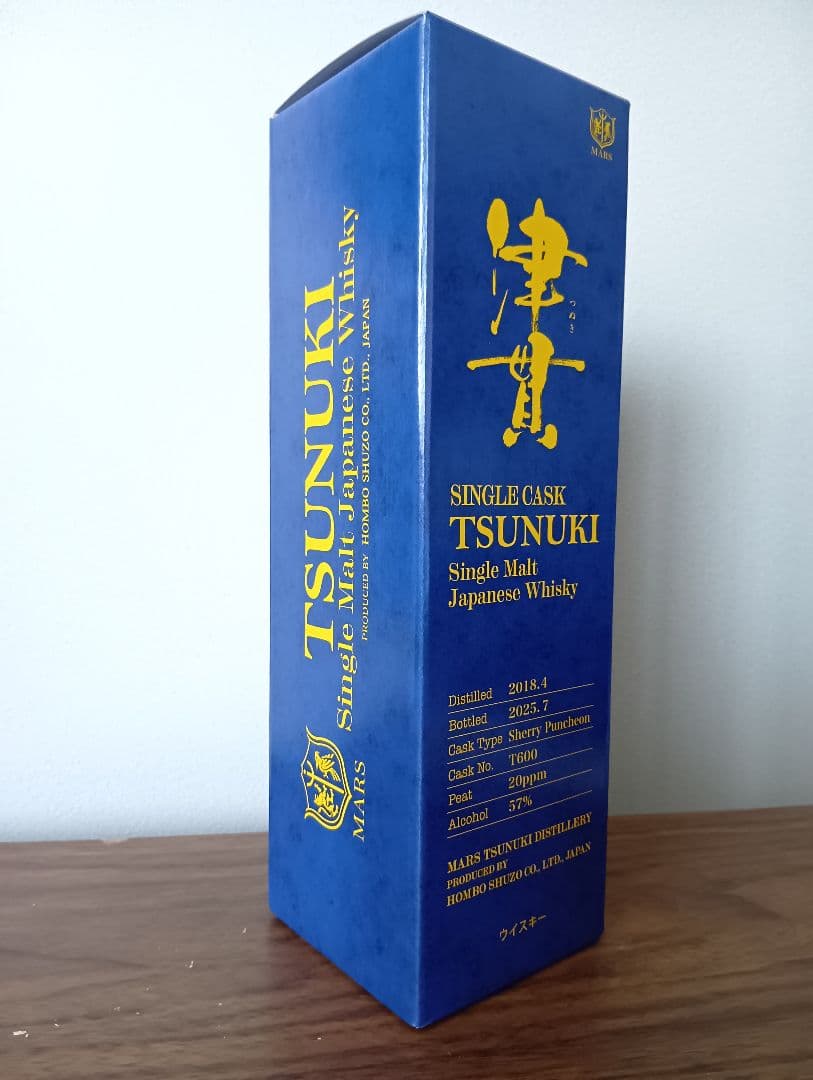 TSUNUKI
Single Malt Japanese Whisky
PRODUCED BY HOMBO SHUZO CO., LTD., JAPAN
MARS
MARS
津貫
つぬき
SINGLE CASK
TSUNUKI
Single Malt
Japanese Whisky
Distilled 2018.4
Bottled 2025.7
Cask Type Sherry Puncheon
Cask No. T600
Peat 20ppm
Alcohol 57%
MARS TSUNUKI DISTILLERY
PRODUCED BY
HOMBO SHUZO CO., LTD., JAPAN
ウイスキー